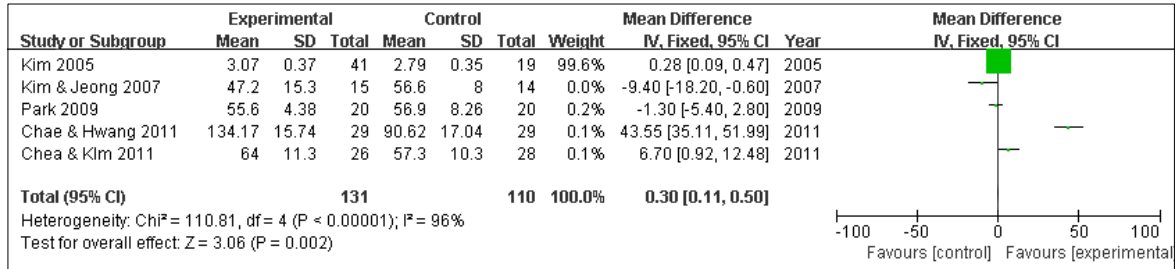 Experimental Control Mean Difference Mean Difference
Study or Subgroup Mean SD Total Mean SD Total Weight IV, Fixed, 95% CI Year IV, Fixed, 95% CI
Kim 2005 3.07 0.37 41 2.79 0.35 19 99.6% 0.28 [0.09, 0.47] 2005
Kim & Jeong 2007 47.2 15.3 15 56.6 8 14 0.0% -9.40 [-18.20, -0.60] 2007
Park 2009 55.6 4.38 20 56.9 8.26 20 0.2% -1.30 [-5.40, 2.80] 2009
Chae & Hwang 2011 134.17 15.74 29 90.62 17.04 29 0.1% 43.55 [35.11, 51.99] 2011
Chea & KIm 2011 64 11.3 26 57.3 10.3 28 0.1% 6.70 [0.92, 12.48] 2011
Total (95% CI) 131 110 100.0% 0.30 [0.11, 0.50]
Heterogeneity: Chi² = 110.81, df = 4 (P < 0.00001); I² = 96%
Test for overall effect: Z = 3.06 (P = 0.002)
-100 -50 0 50 100
Favours [control] Favours [experimental]